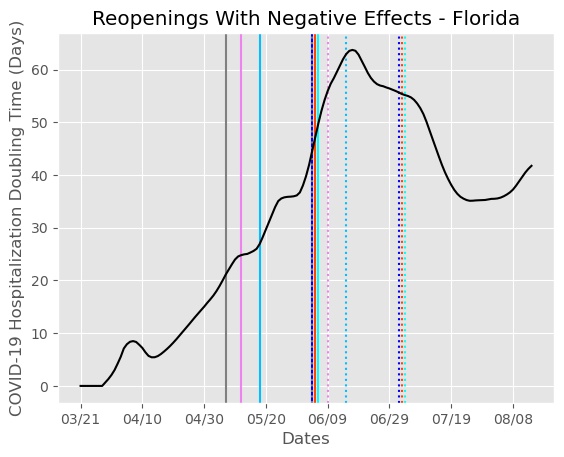 Reopenings With Negative Effects - Florida
COVID-19 Hospitalization Doubling Time (Days)
60
50
40
30
20
10
0
03/21 04/10 04/30 05/20 06/09 06/29 07/19 08/08
Dates